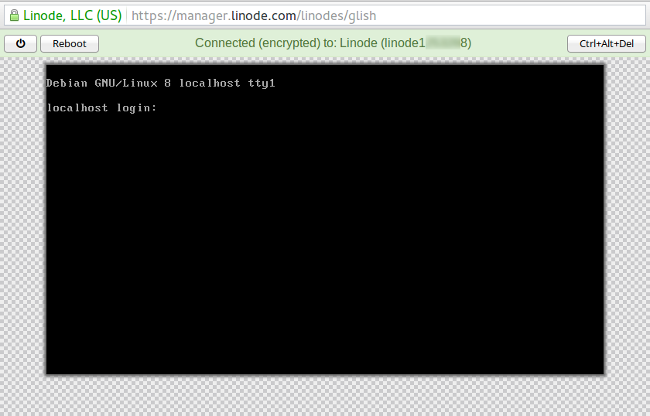 Linode, LLC (US) https://manager.linode.com/linodes/glish
Reboot Connected (encrypted) to: Linode (linode1 8) Ctrl+Alt+Del
Debian GNU/Linux 8 localhost tty1
localhost login: